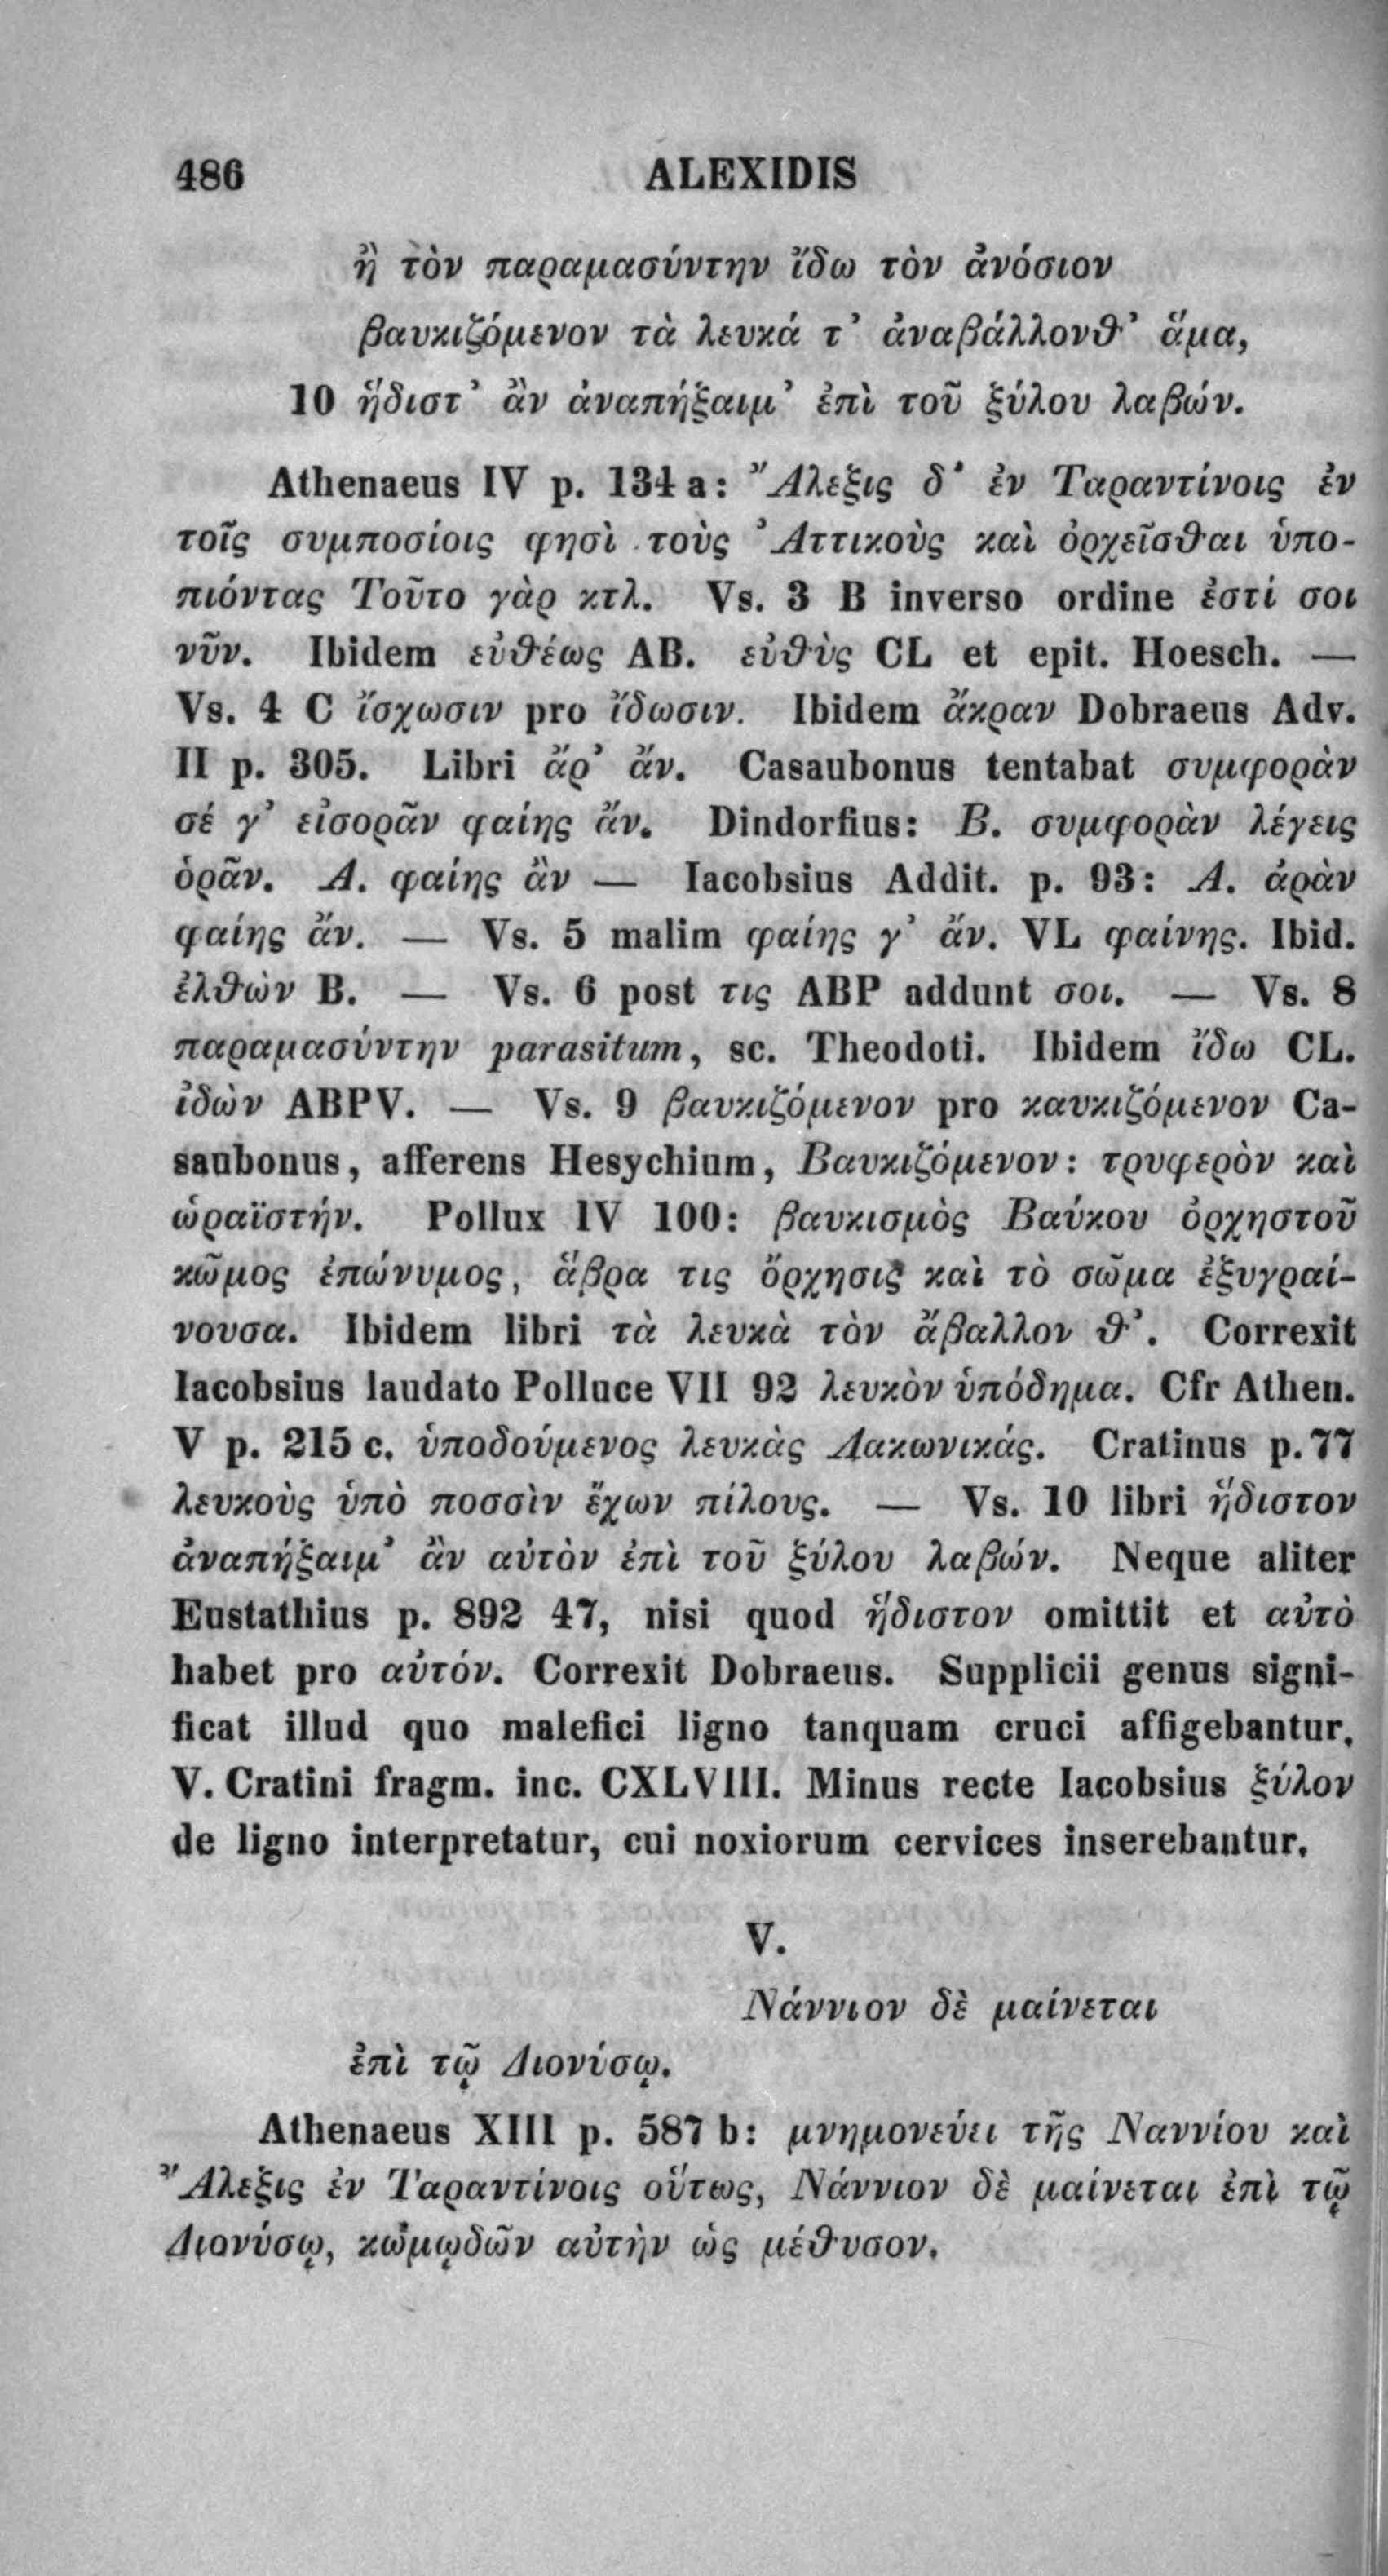 486 ALEXIDIS
ἢ τὸν παραμασύντην ἴδω τὸν ἀνόσιον
βαυκιζόμενον τὰ λευκά τ᾽ ἀναβάλλονθ᾽ ἅμα,
10 ἥδιστ᾽ ἂν ἀναπήξαιμ᾽ ἐπὶ τοῦ ξύλου λαβών.
Athenaeus IV p. 134 a: Ἄλεξις δ᾽ ἐν Ταραντίνοις ἐν
τοῖς συμποσίοις φησὶ τοὺς Ἀττικοὺς καὶ ὀρχεῖσθαι ὑπο-
πιόντας Τοῦτο γὰρ κτλ. Vs. 3 B inverso ordine ἐστί σοι
νῦν. Ibidem εὐθέως AB. εὐθὺς CL et epit. Hoesch. —
Vs. 4 C ἴσχωσιν pro ἴδωσιν. Ibidem ἄκραν Dobraeus Adv.
II p. 305. Libri ἄρ᾽ ἄν. Casaubonus tentabat συμφορὰν
σέ γ᾽ εἰσορᾶν φαίης ἄν. Dindorfius: B. συμφορὰν λέγεις
ὁρᾶν. A. φαίης ἂν — Iacobsius Addit. p. 93: A. ἀρὰν
φαίης ἄν. — Vs. 5 malim φαίης γ᾽ ἄν. VL φαίνης. Ibid.
ἐλθὼν B. — Vs. 6 post τις ABP addunt σοι. — Vs. 8
παραμασύντην parasitum, sc. Theodoti. Ibidem ἴδω CL.
ἰδὼν ABPV. — Vs. 9 βαυκιζόμενον pro καυκιζόμενον Ca-
saubonus, afferens Hesychium, Βαυκιζόμενον: τρυφερὸν καὶ
ὡραϊστήν. Pollux IV 100: βαυκισμὸς Βαύκου ὀρχηστοῦ
κῶμος ἐπώνυμος, ἅβρα τις ὄρχησις καὶ τὸ σῶμα ἐξυγραί-
νουσα. Ibidem libri τὰ λευκὰ τὸν ἄβαλλον θ᾽. Correxit
Iacobsius laudato Polluce VII 92 λευκὸν ὑπόδημα. Cfr Athen.
V p. 215 c. ὑποδούμενος λευκὰς Λακωνικάς. Cratinus p. 77
λευκοὺς ὑπὸ ποσσὶν ἔχων πίλους. — Vs. 10 libri ἥδιστον
ἀναπήξαιμ᾽ ἂν αὐτὸν ἐπὶ τοῦ ξύλου λαβών. Neque aliter
Eustathius p. 892 47, nisi quod ἥδιστον omittit et αὐτὸ
habet pro αὐτόν. Correxit Dobraeus. Supplicii genus signi-
ficat illud quo malefici ligno tanquam cruci affigebantur.
V. Cratini fragm. inc. CXLVIII. Minus recte Iacobsius ξύλον
de ligno interpretatur, cui noxiorum cervices inserebantur.
V.
Νάννιον δὲ μαίνεται
ἐπὶ τῷ Διονύσῳ.
Athenaeus XIII p. 587 b: μνημονεύει τῆς Ναννίου καὶ
Ἄλεξις ἐν Ταραντίνοις οὕτως, Νάννιον δὲ μαίνεται ἐπὶ τῷ
Διονύσῳ, κωμῳδῶν αὐτὴν ὡς μέθυσον.